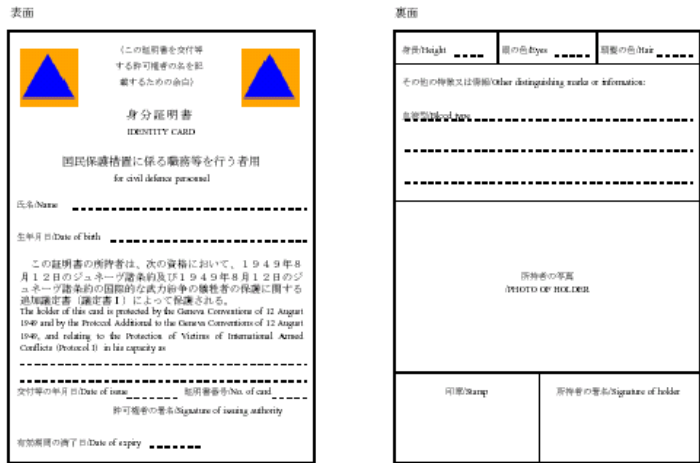 表面
(この証明書を交付等
する許可権者の名を記
載するための余白)
身分証明書
IDENTITY CARD
国民保護措置に係る職務等を行う者用
for civil defence personnel
氏名/Name
生年月日/Date of birth
この証明書の所持者は、次の資格において、1949年8
月12日のジュネーヴ諸条約及び1949年8月12日のジ
ュネーヴ諸条約の国際的な武力紛争の犠牲者の保護に関する
追加議定書(議定書Ⅰ)によって保護される。
The holder of this card is protected by the Geneva Conventions of 12 August
1949 and by the Protocol Additional to the Geneva Conventions of 12 August
1949, and relating to the Protection of Victims of International Armed
Conflicts (Protocol I) in his capacity as
交付等の年月日/Date of issue 証明書番号/No. of card
許可権者の署名/Signature of issuing authority
有効期間の満了日/Date of expiry
裏面
身長/Height 眼の色/Eyes 頭髪の色/Hair
その他の特徴又は情報/Other distinguishing marks or information:
血液型/Blood type
所持者の写真
/PHOTO OF HOLDER
印章/Stamp 所持者の署名/Signature of holder